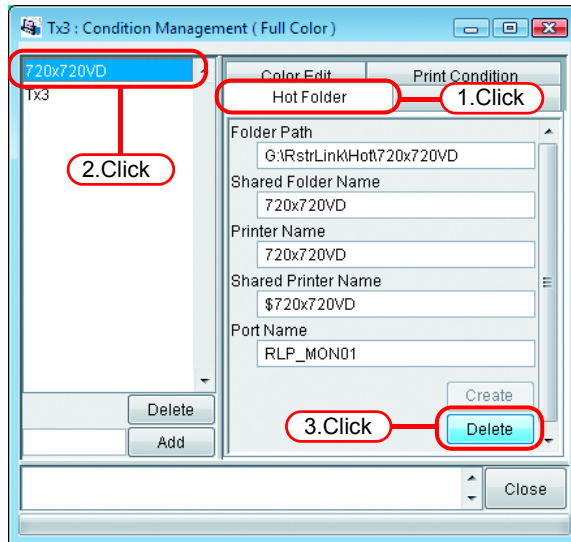 Tx3 : Condition Management ( Full Color )
720x720VD
Tx3
2.Click
Delete
Add
Color Edit
Print Condition
Hot Folder
1.Click
Folder Path
G:\RstrLink\Hot\720x720VD
Shared Folder Name
720x720VD
Printer Name
720x720VD
Shared Printer Name
$720x720VD
Port Name
RLP_MON01
Create
3.Click
Delete
Close